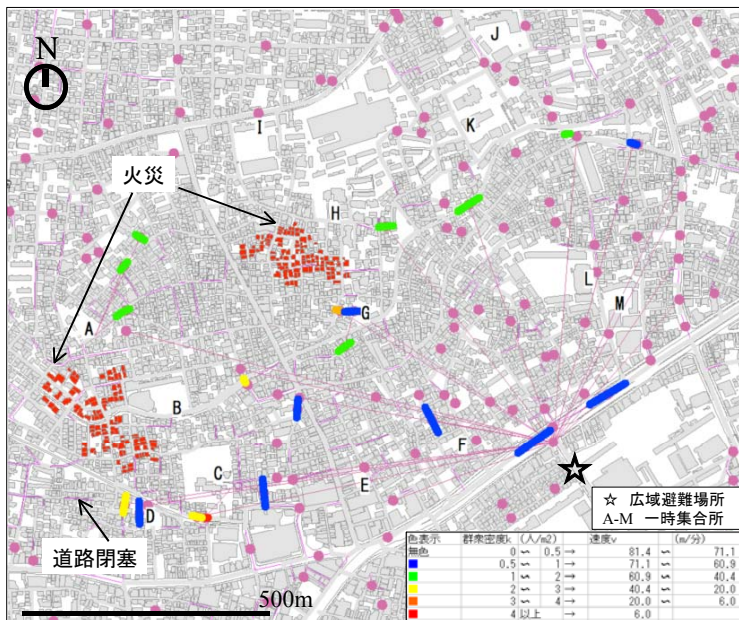 N
J
I
K
火災
H
L
M
G
A
B
F
C
E
D
道路閉塞
500m
☆ 広域避難場所
A-M 一時集合所
色表示 群衆密度k (人/m2) 速度v (m/分)
無色 0 ~ 0.5 → 81.4 ~ 71.1
0.5 ~ 1 → 71.1 ~ 60.9
1 ~ 2 → 60.9 ~ 40.4
2 ~ 3 → 40.4 ~ 20.0
3 ~ 4 → 20.0 ~ 6.0
4 以上 → 6.0